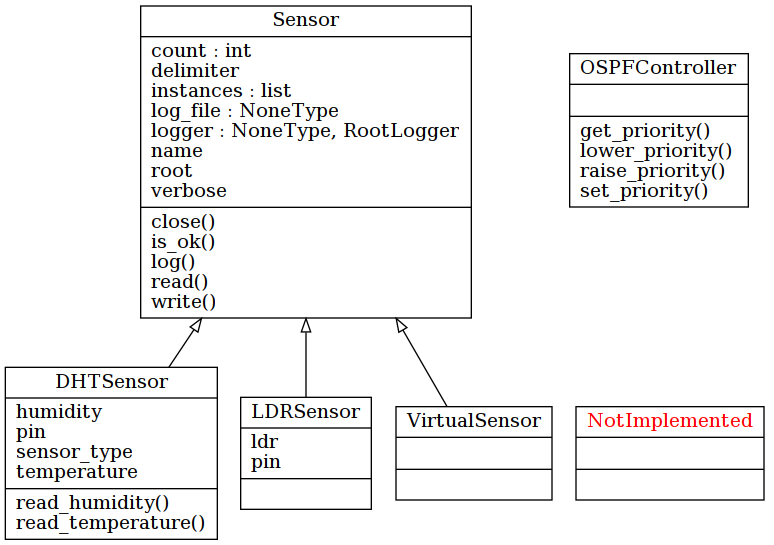 Sensor
count : int
delimiter
instances : list
log_file : NoneType
logger : NoneType, RootLogger
name
root
verbose
close()
is_ok()
log()
read()
write()
OSPFController
get_priority()
lower_priority()
raise_priority()
set_priority()
DHTSensor
humidity
pin
sensor_type
temperature
read_humidity()
read_temperature()
LDRSensor
ldr
pin
VirtualSensor
NotImplemented